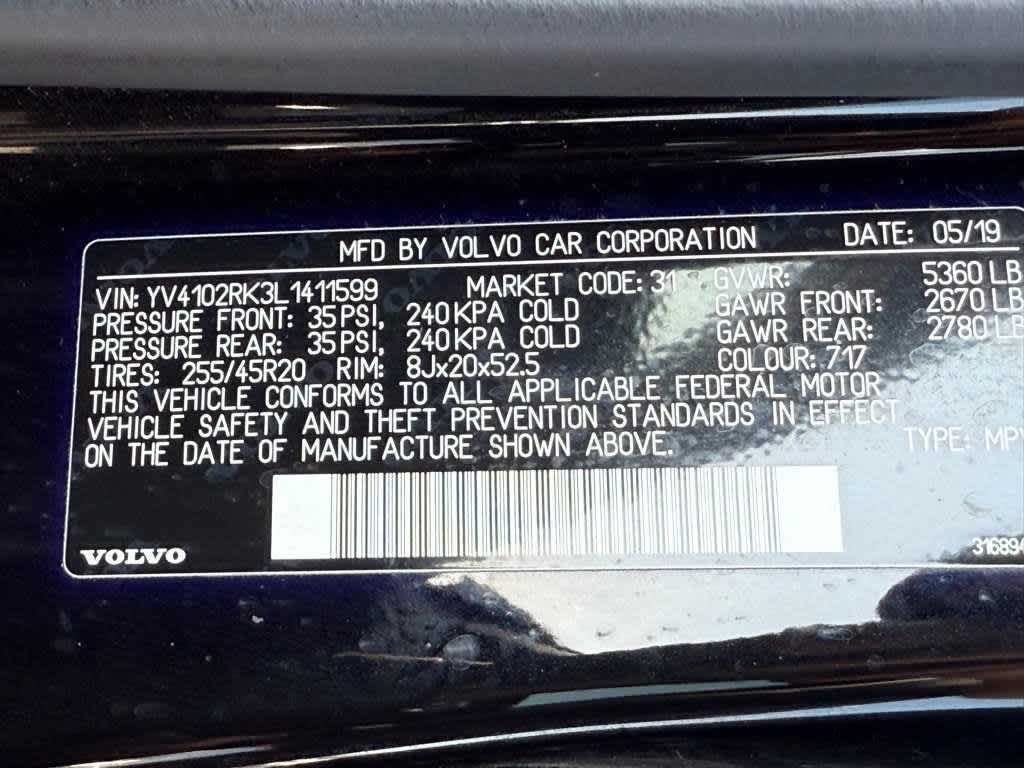 MFD BY VOLVO CAR CORPORATION DATE: 05/19
VIN: YV4102RK3L1411599 MARKET CODE: 31 GVWR: 5360 LB
PRESSURE FRONT: 35 PSI, 240 KPA COLD GAWR FRONT: 2670 LB
PRESSURE REAR: 35 PSI, 240 KPA COLD GAWR REAR: 2780 LB
TIRES: 255/45R20 RIM: 8Jx20x52.5 COLOUR: 717
THIS VEHICLE CONFORMS TO ALL APPLICABLE FEDERAL MOTOR
VEHICLE SAFETY AND THEFT PREVENTION STANDARDS IN EFFECT
ON THE DATE OF MANUFACTURE SHOWN ABOVE. TYPE: MPV
VOLVO 31689